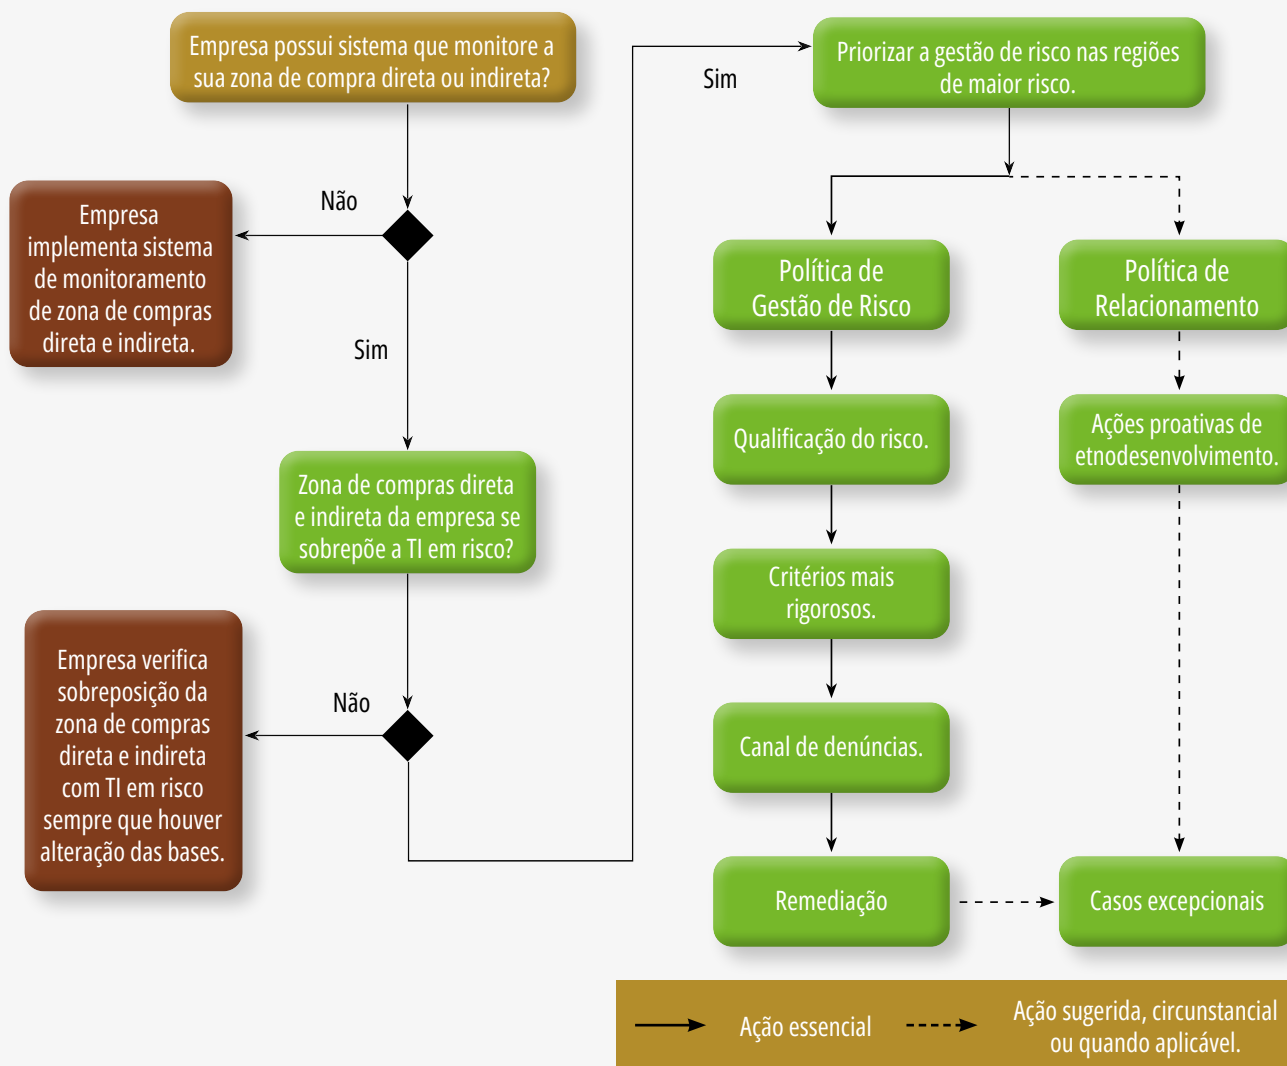 Empresa possui sistema que monitore a
sua zona de compra direta ou indireta?
Não
Empresa
implementa sistema
de monitoramento
de zona de compras
direta e indireta.
Sim
Zona de compras direta
e indireta da empresa se
sobrepõe a TI em risco?
Não
Empresa verifica
sobreposição da
zona de compras
direta e indireta
com TI em risco
sempre que houver
alteração das bases.
Sim
Priorizar a gestão de risco nas regiões
de maior risco.
Política de
Gestão de Risco
Qualificação do risco.
Critérios mais
rigorosos.
Canal de denúncias.
Remediação
Política de
Relacionamento
Ações proativas de
etnodesenvolvimento.
Casos excepcionais
Ação essencial
Ação sugerida, circunstancial
ou quando aplicável.